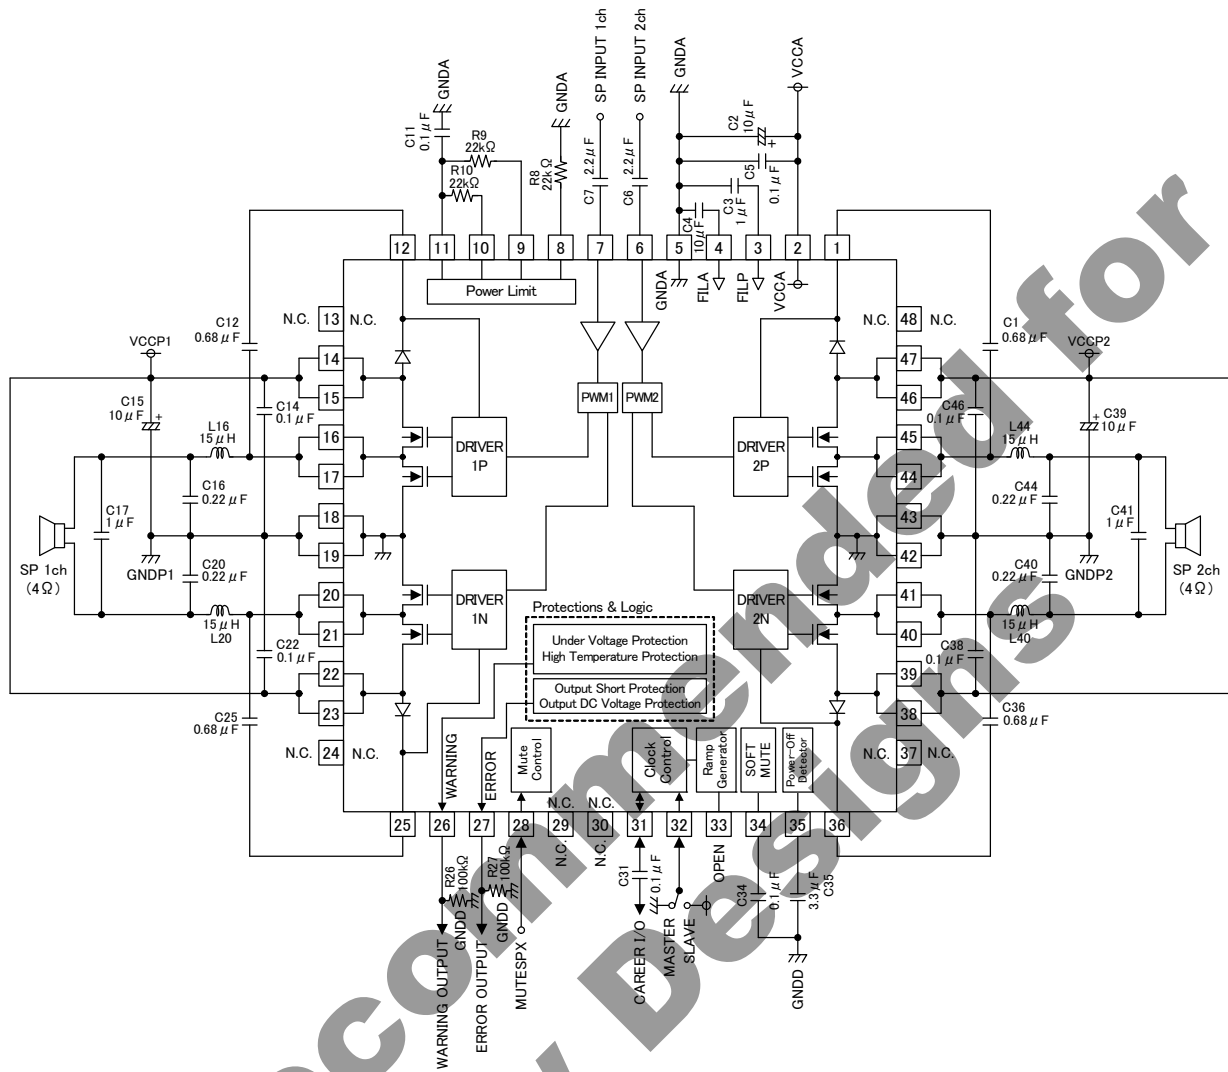 GNDA
C11
0.1μF
R9
22kΩ
R10
22kΩ
GNDA
R8
22kΩ
SP INPUT 1ch
C7 2.2μF
SP INPUT 2ch
C6 2.2μF
GNDA
VCCA
C2
10μF
+
C5
0.1μF
C3
1μF
C4
10μF
12
11
10
9
8
7
6
5
4
3
2
1
Power Limit
GNDA
FILA
FILP
VCCA
N.C.
13
N.C.
14
15
16
17
18
19
20
21
22
23
N.C.
24
N.C.
C12
0.68μF
VCCP1
C15
10μF
+
C14
0.1μF
L16
15μH
C16
0.22μF
C17
1μF
SP 1ch
(4Ω)
GNDP1
C20
0.22μF
15μH
L20
C22
0.1μF
C25
0.68μF
PWM1
PWM2
DRIVER
1P
DRIVER
2P
DRIVER
1N
DRIVER
2N
Protections & Logic
Under Voltage Protection
High Temperature Protection
Output Short Protection
Output DC Voltage Protection
N.C.
48
N.C.
47
46
45
44
43
42
41
40
39
38
N.C.
37
N.C.
C1
0.68μF
VCCP2
C46
0.1μF
C39
10μF
+
L44
15μH
C44
0.22μF
C41
1μF
GNDP2
SP 2ch
(4Ω)
C40
0.22μF
15μH
L40
C38
0.1μF
C36
0.68μF
WARNING
ERROR
Mute
Control
N.C.
N.C.
Clock
Control
Ramp
Generator
SOFT
MUTE
Power-Off
Detector
25
26
27
28
29
30
31
32
33
34
35
36
R26
100kΩ
GNDD
R27
100kΩ
GNDD
WARNING OUTPUT
ERROR OUTPUT
MUTESPX
N.C.
N.C.
C31
0.1μF
CAREER I/O
MASTER
SLAVE
OPEN
C34
0.1μF
3.3μF
C35
GNDD
ecommended for
Designs